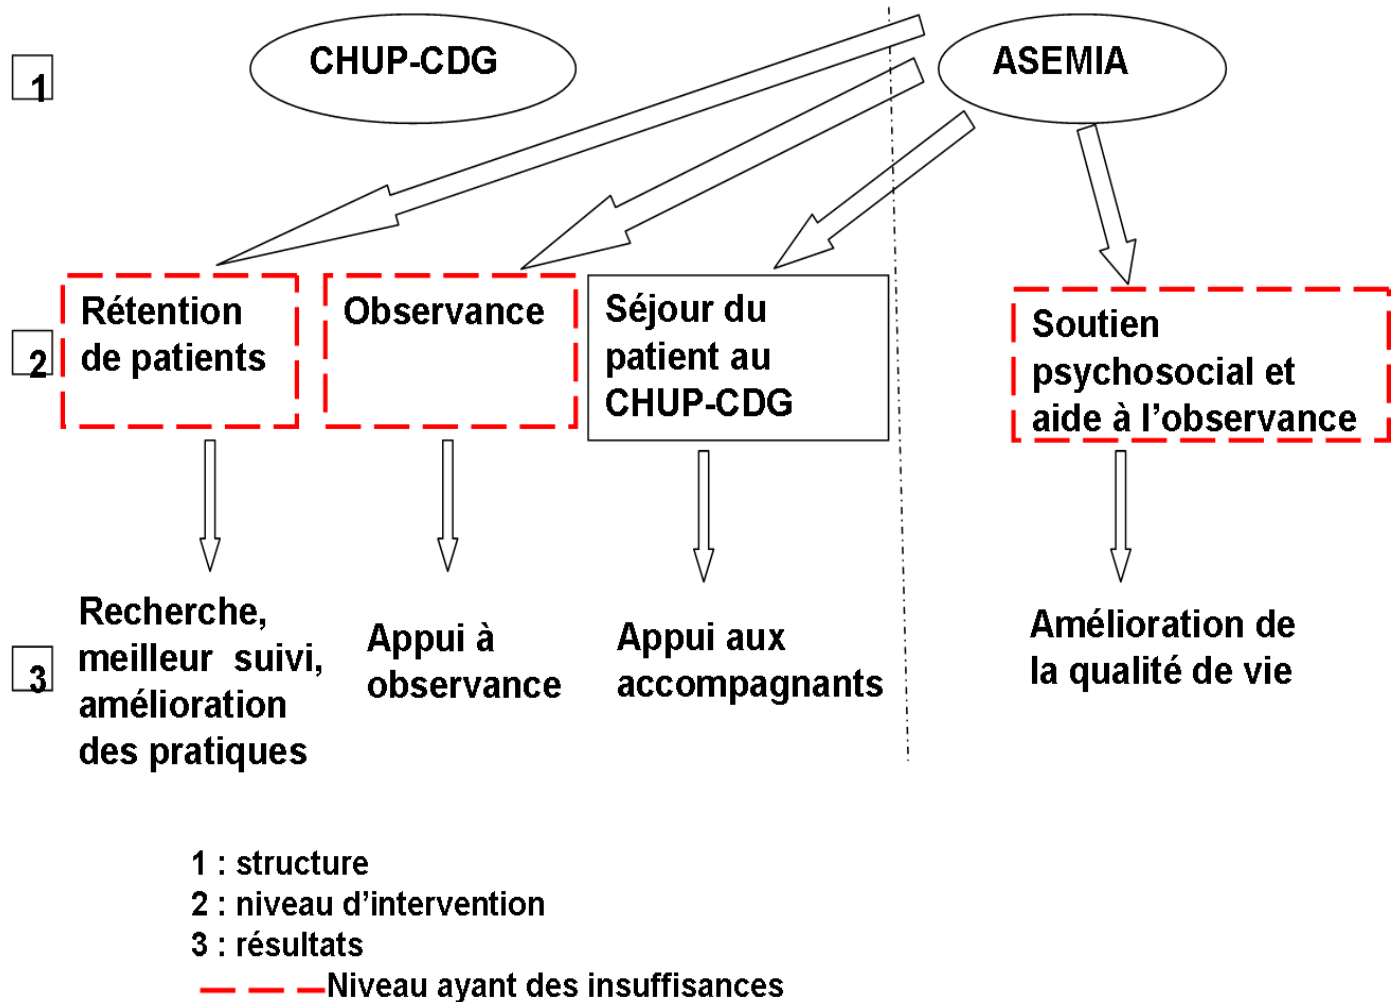 1
CHUP-CDG
ASEMIA
2
Rétention
de patients
Observance
Séjour du
patient au
CHUP-CDG
Soutien
psychosocial et
aide à l'observance
3
Recherche,
meilleur suivi,
amélioration
des pratiques
Appui à
observance
Appui aux
accompagnants
Amélioration de
la qualité de vie
1 : structure
2 : niveau d'intervention
3 : résultats
Niveau ayant des insuffisances